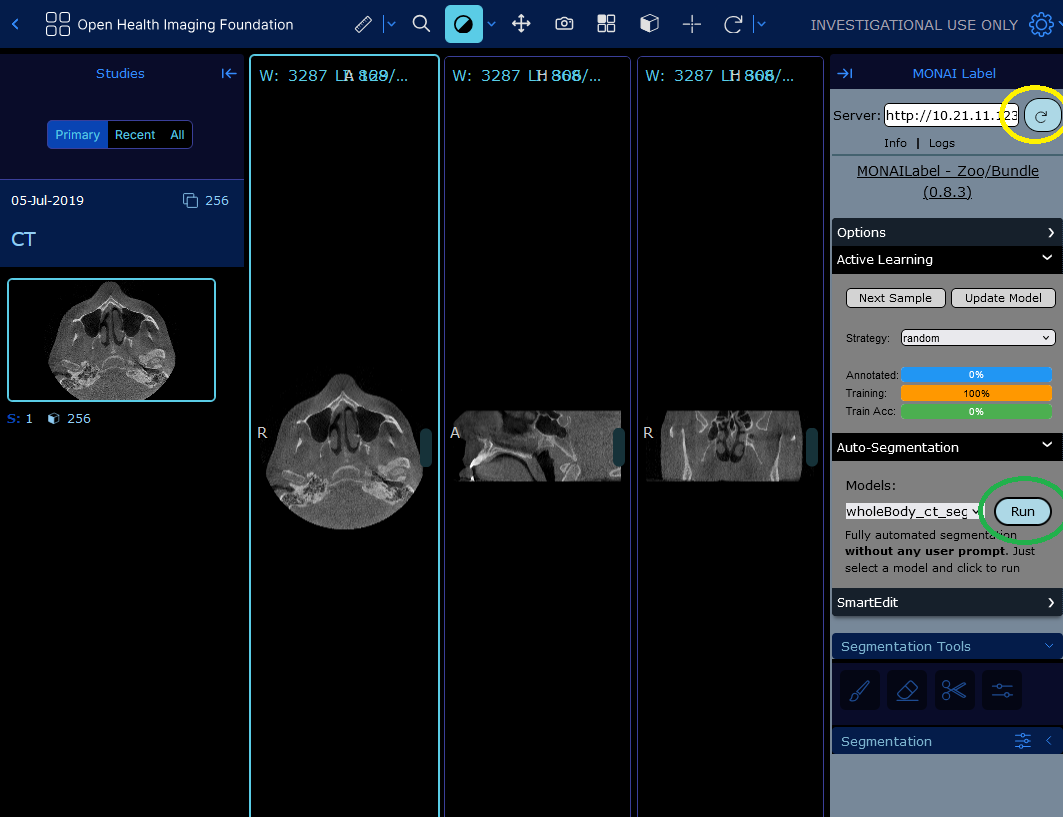 Open Health Imaging Foundation
INVESTIGATIONAL USE ONLY
Studies
Primary Recent All
05-Jul-2019 256
CT
S: 1 256
W: 3287 L:
A
R
W: 3287 L:
H
A
W: 3287 L:
H
R
MONAI Label
Server: http://10.21.11.123
Info | Logs
MONAILabel - Zoo/Bundle
(0.8.3)
Options
Active Learning
Next Sample Update Model
Strategy: random
Annotated: 0%
Training: 100%
Train Acc: 0%
Auto-Segmentation
Models:
wholeBody_ct_seg Run
Fully automated segmentation
without any user prompt. Just
select a model and click to run
SmartEdit
Segmentation Tools
Segmentation